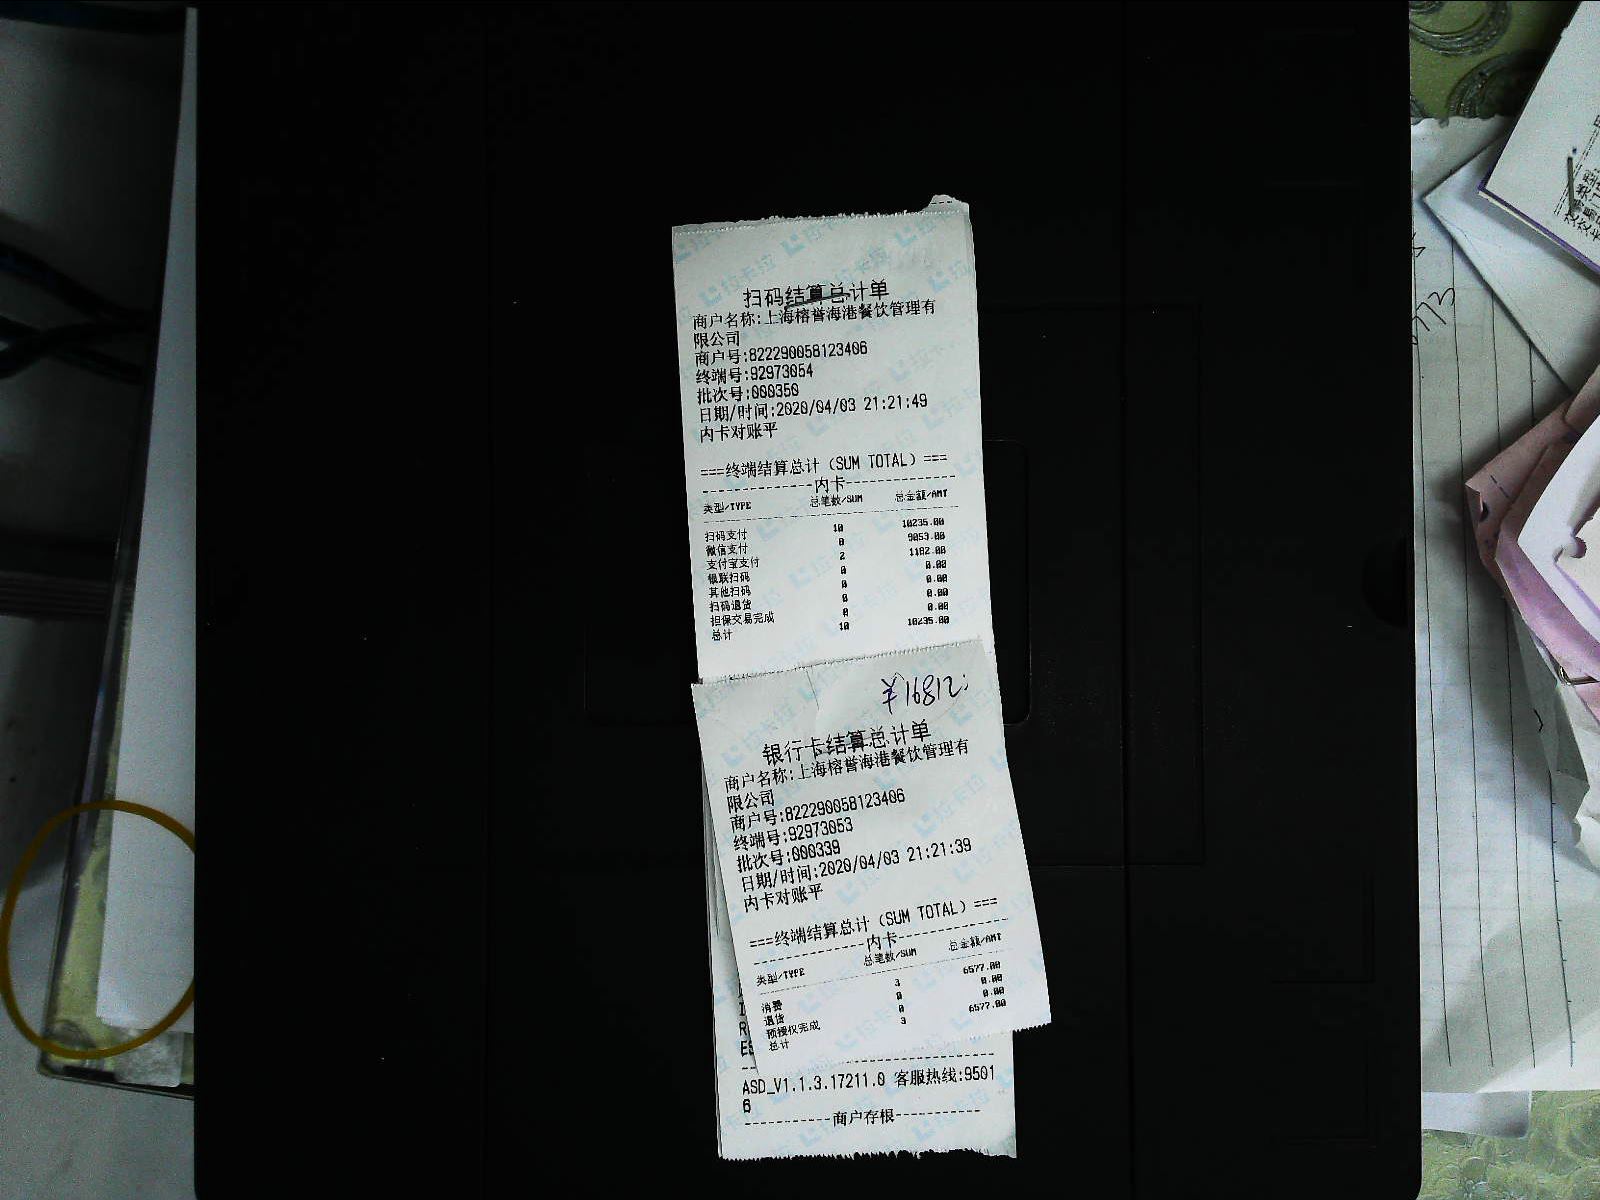 扫码结算总计单
商户名称:上海榕誉海港餐饮管理有
限公司
商户号:822290058123406
终端号:92973054
批次号:000350
日期/时间:2020/04/03 21:21:49
内卡对账平
===终端结算总计(SUM TOTAL)===
内卡
类型/TYPE 总笔数/SUM 总金额/AMT
扫码支付 10 10235.00
微信支付 8 9053.00
支付宝支付 2 1182.00
银联扫码 0 0.00
其他扫码 0 0.00
扫码退货 0 0.00
担保交易完成 0 0.00
总计 10 10235.00
¥16812
银行卡结算总计单
商户名称:上海榕誉海港餐饮管理有
限公司
商户号:822290058123406
终端号:92973053
批次号:000339
日期/时间:2020/04/03 21:21:39
内卡对账平
===终端结算总计(SUM TOTAL)===
内卡
类型/TYPE 总笔数/SUM 总金额/AMT
消费 3 6577.00
退货 0 0.00
预授权完成 0 0.00
总计 3 6577.00
ASD_V1.1.3.17211.0 客服热线:9501
6
商户存根